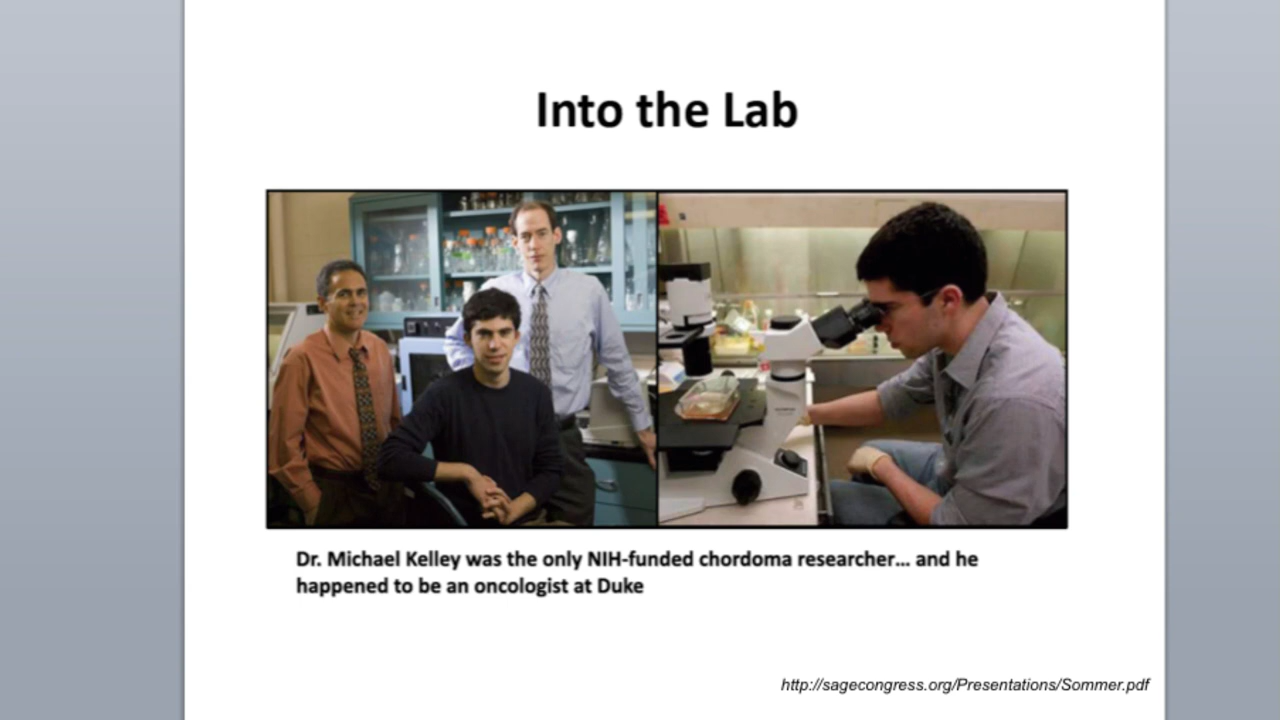 Into the Lab
Dr. Michael Kelley was the only NIH-funded chordoma researcher... and he
happened to be an oncologist at Duke
http://sagecongress.org/Presentations/Sommer.pdf